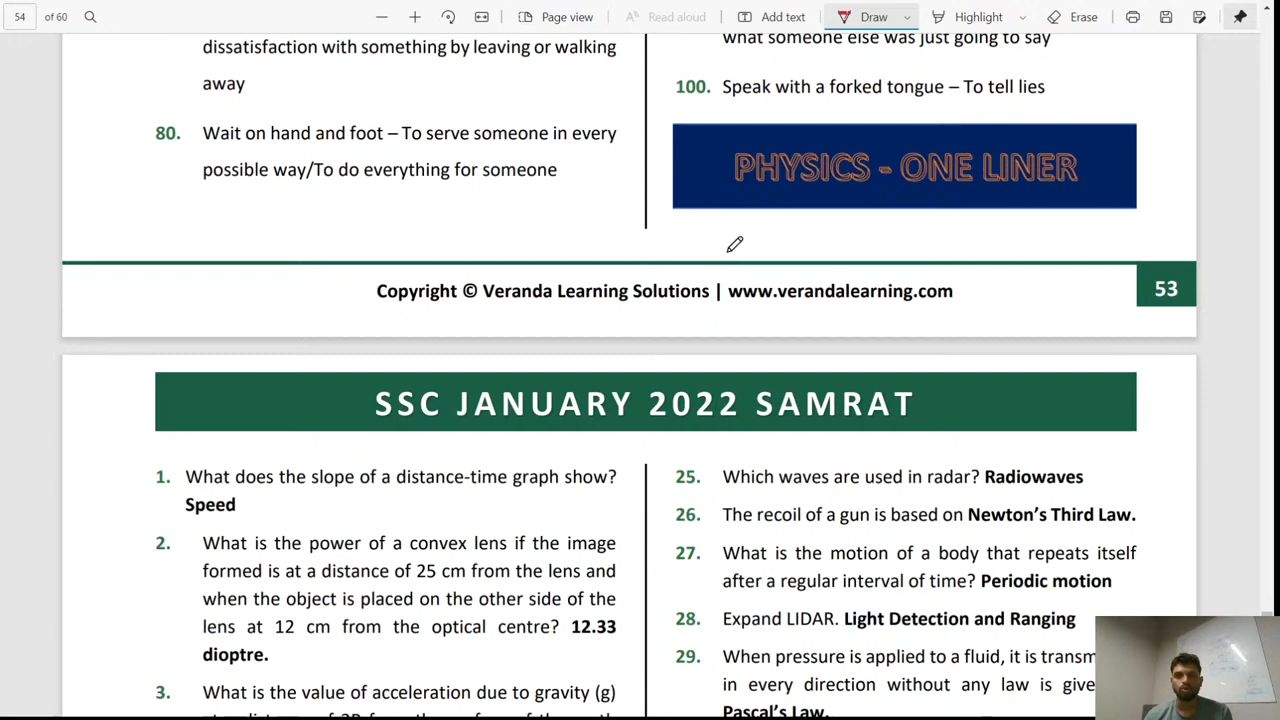 54 of 60
Page view
Read aloud
Add text
Draw
Highlight
Erase
dissatisfaction with something by leaving or walking
away
80. Wait on hand and foot – To serve someone in every
possible way/To do everything for someone
what someone else was just going to say
100. Speak with a forked tongue – To tell lies
PHYSICS - ONE LINER
Copyright © Veranda Learning Solutions | www.verandalearning.com
53
SSC JANUARY 2022 SAMRAT
1. What does the slope of a distance-time graph show?
Speed
2. What is the power of a convex lens if the image
formed is at a distance of 25 cm from the lens and
when the object is placed on the other side of the
lens at 12 cm from the optical centre? 12.33
dioptre.
3. What is the value of acceleration due to gravity (g)
25. Which waves are used in radar? Radiowaves
26. The recoil of a gun is based on Newton's Third Law.
27. What is the motion of a body that repeats itself
after a regular interval of time? Periodic motion
28. Expand LIDAR. Light Detection and Ranging
29. When pressure is applied to a fluid, it is
in every direction without any law is
Pascal's Law.